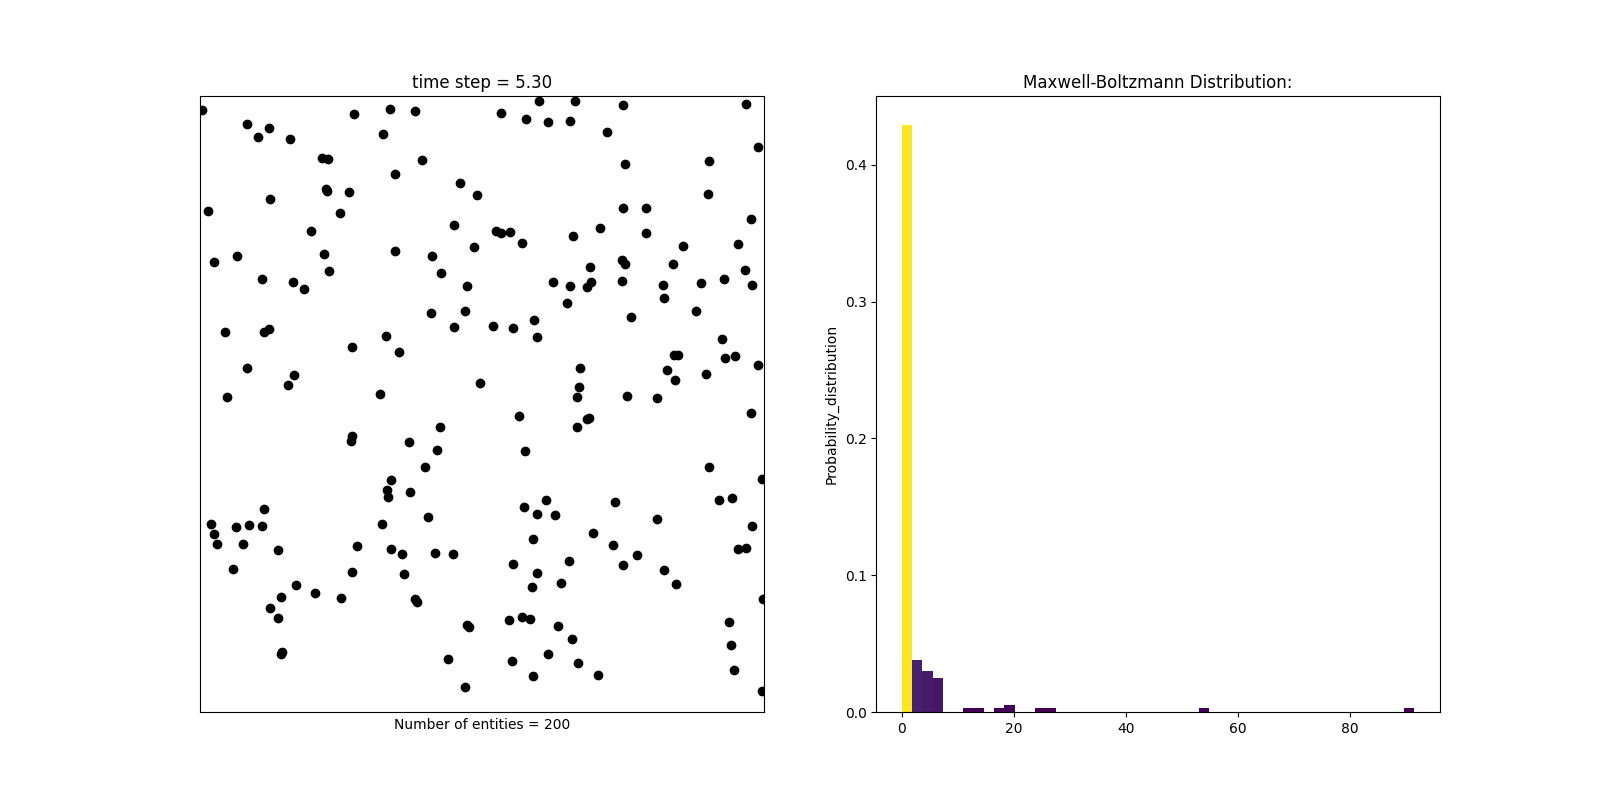 time step = 5.30
Number of entities = 200
Maxwell-Boltzmann Distribution:
Probability_distribution
0.4
0.3
0.2
0.1
0.0
0 20 40 60 80